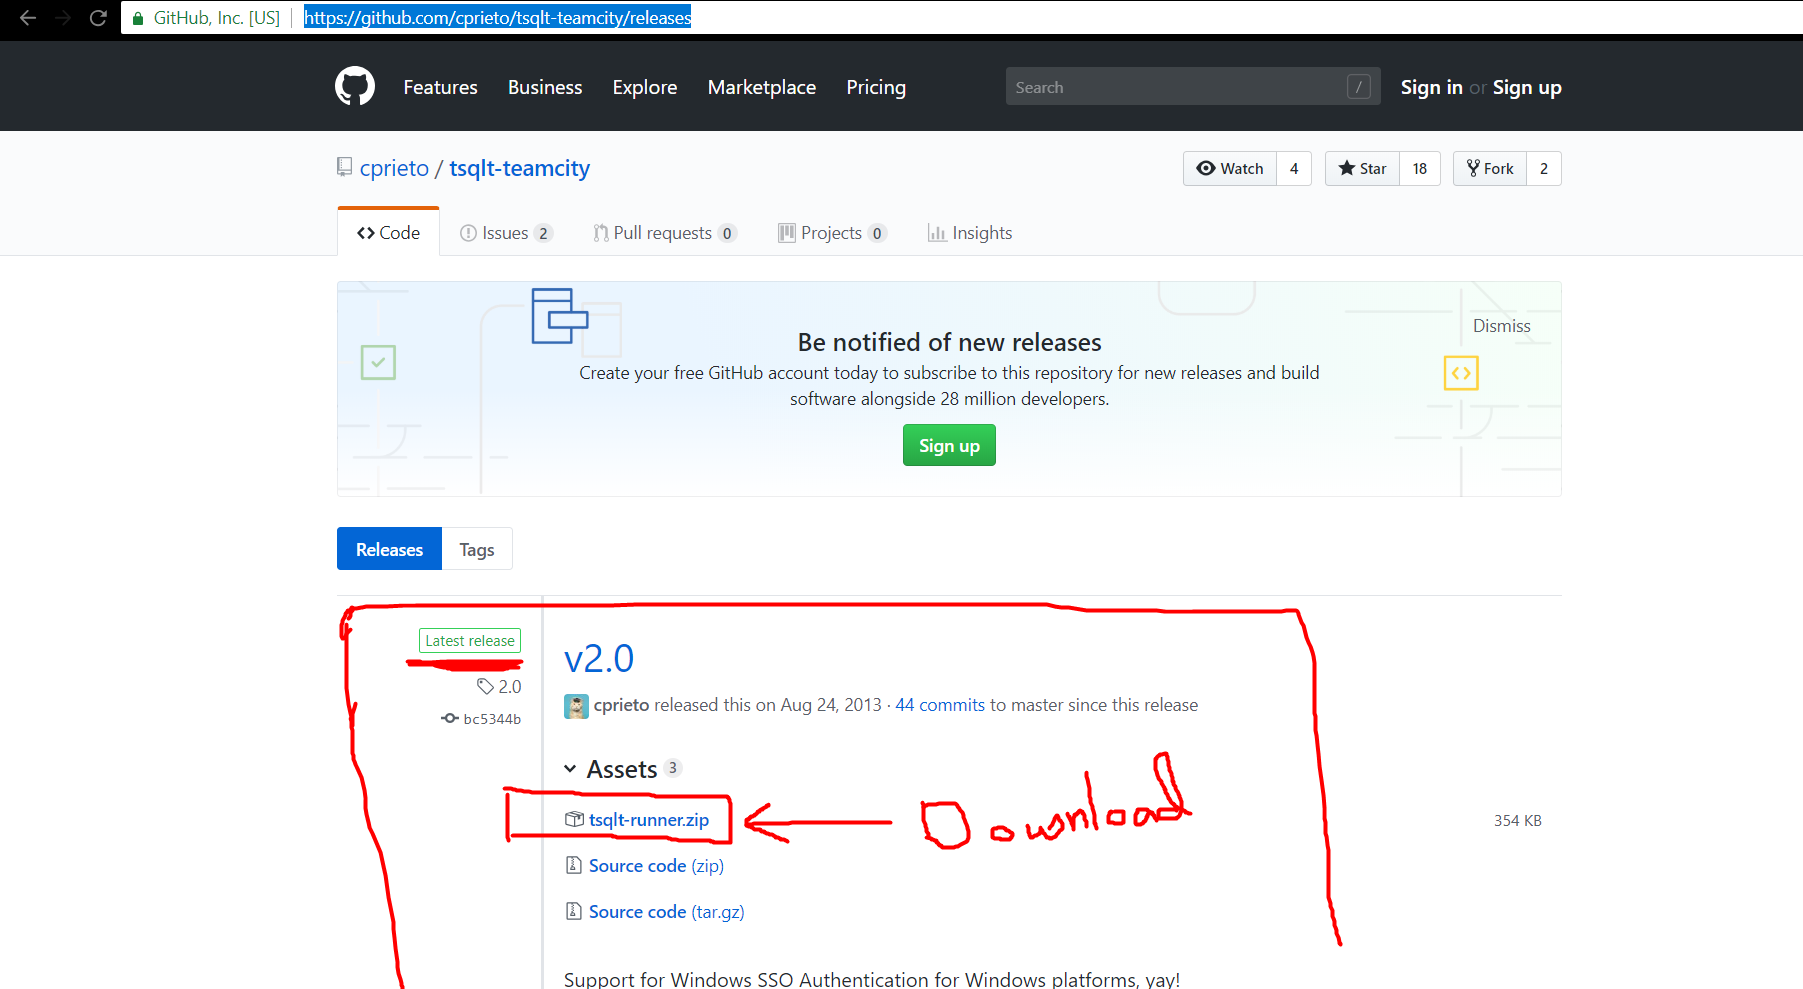 GitHub, Inc. [US] https://github.com/cprieto/tsqlt-teamcity/releases
Features Business Explore Marketplace Pricing Search / Sign in or Sign up
cprieto / tsqlt-teamcity Watch 4 Star 18 Fork 2
Code Issues 2 Pull requests 0 Projects 0 Insights
Dismiss
Be notified of new releases
Create your free GitHub account today to subscribe to this repository for new releases and build
software alongside 28 million developers.
Sign up
Releases Tags
Latest release
v2.0
2.0
cprieto released this on Aug 24, 2013 · 44 commits to master since this release
bc5344b
Assets 3
tsqlt-runner.zip Download 354 KB
Source code (zip)
Source code (tar.gz)
Support for Windows SSO Authentication for Windows platforms, yay!